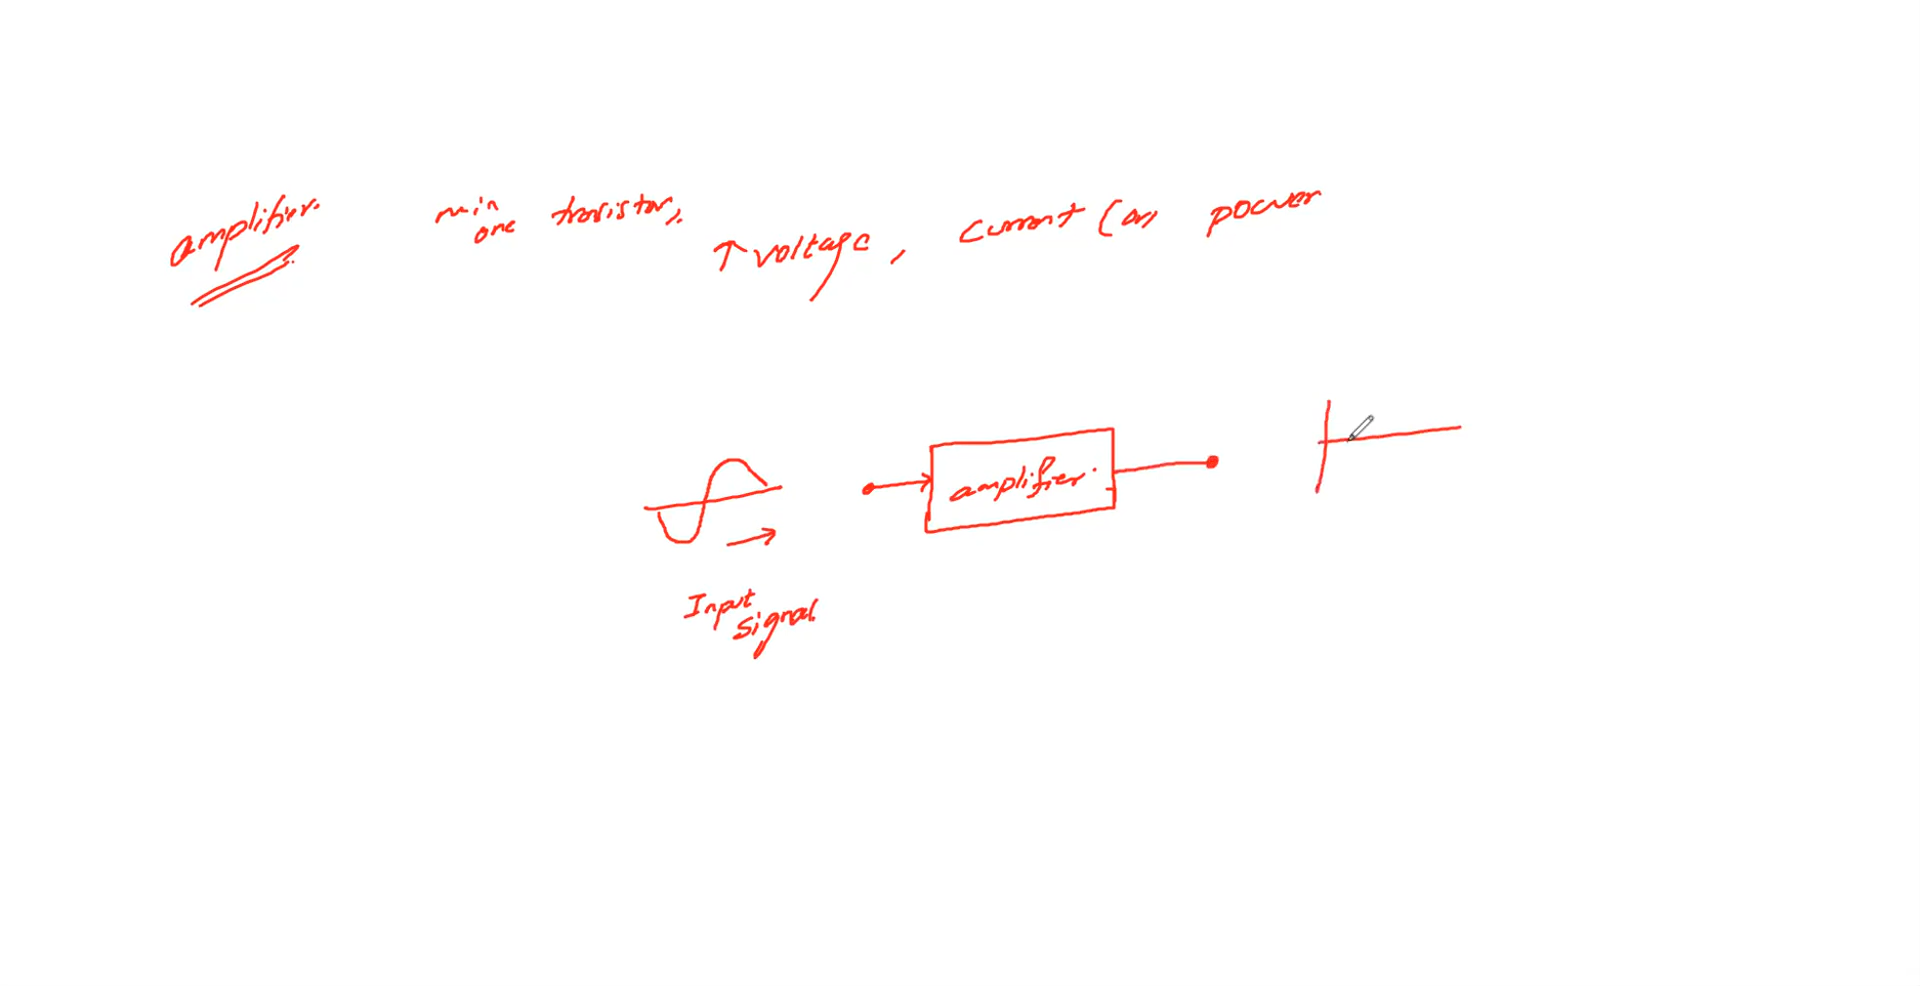 amplifier.
min one transistor,
↑ voltage, current (or) power
amplifier.
Input
signal